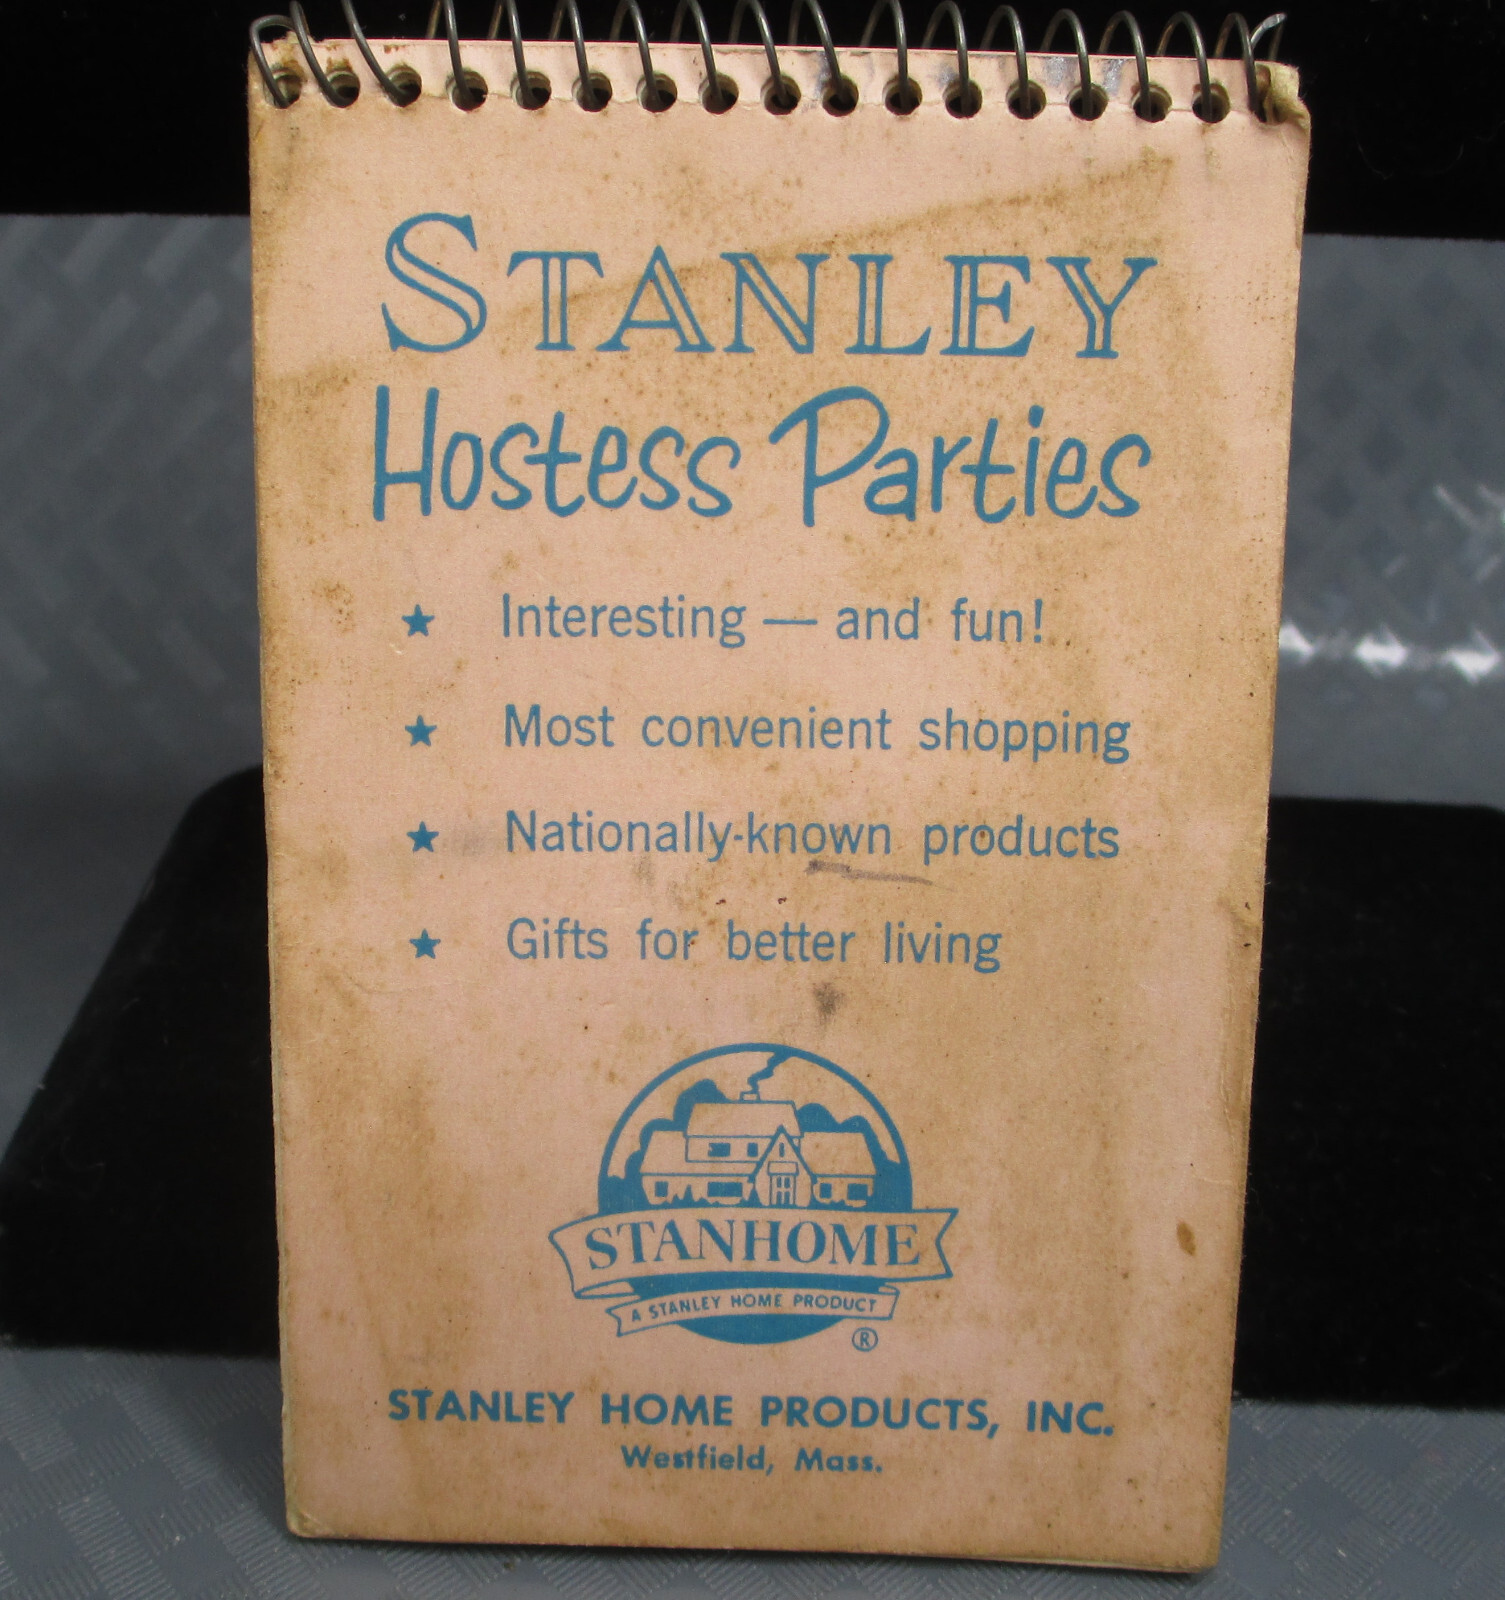 STANLEY
Hostess Parties
★ Interesting — and fun!
★ Most convenient shopping
★ Nationally-known products
★ Gifts for better living
STANHOME
A STANLEY HOME PRODUCT
®
STANLEY HOME PRODUCTS, INC.
Westfield, Mass.